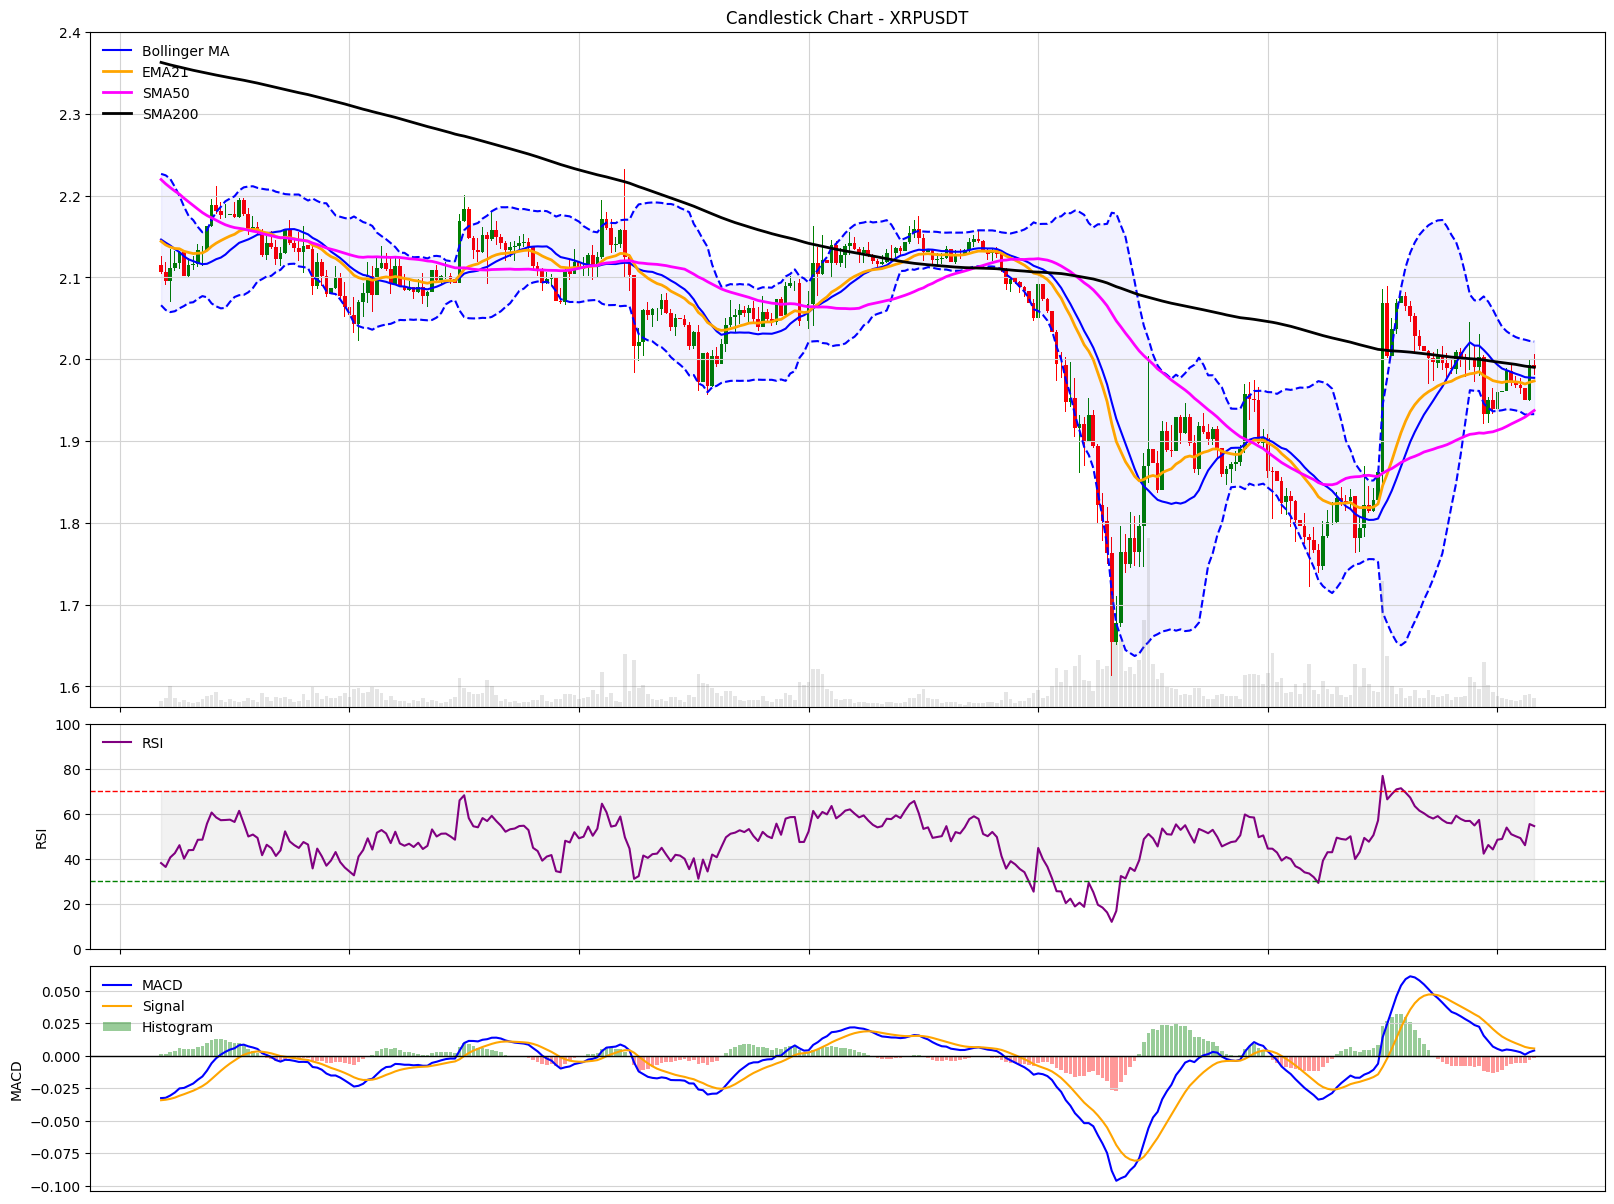 Candlestick Chart - XRPUSDT
2.4
2.3
2.2
2.1
2.0
1.9
1.8
1.7
1.6
Bollinger MA
EMA21
SMA50
SMA200
100
80
60
40
20
0
RSI
RSI
0.050
0.025
0.000
−0.025
−0.050
−0.075
−0.100
MACD
MACD
Signal
Histogram